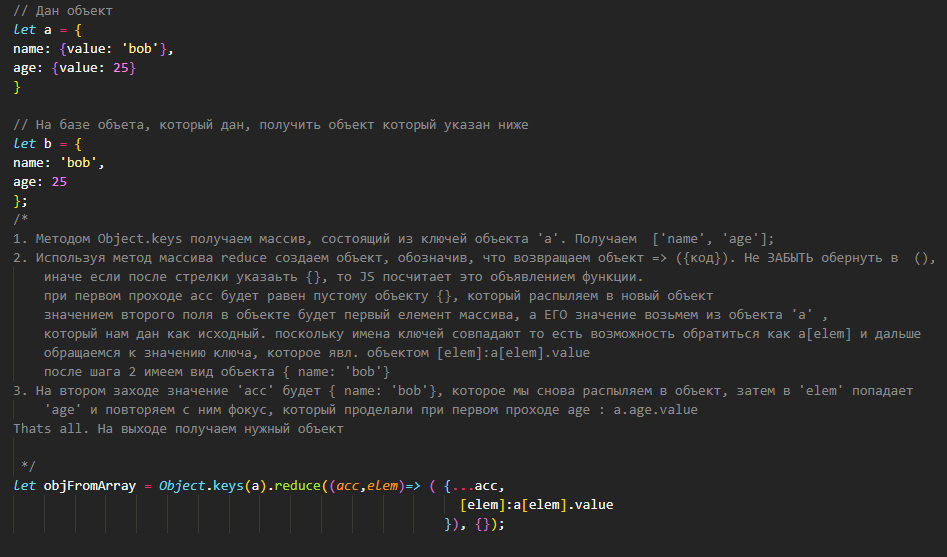 // Дан объект
let a = {
name: {value: 'bob'},
age: {value: 25}
}
// На базе объета, который дан, получить объект который указан ниже
let b = {
name: 'bob',
age: 25
};
/*
1. Методом Object.keys получаем массив, состоящий из ключей объекта 'a'. Получаем  ['name', 'age'];
2. Используя метод массива reduce создаем объект, обозначив, что возвращаем объект => ({код}). Не ЗАБЫТЬ обернуть в  (),
иначе если после стрелки указаьть {}, то JS посчитает это объявлением функции.
при первом проходе acc будет равен пустому объекту {}, который распыляем в новый объект
значением второго поля в объекте будет первый елемент массива, а ЕГО значение возьмем из объекта 'a' ,
который нам дан как исходный. поскольку имена ключей совпадают то есть возможность обратиться как a[elem] и дальше
обращаемся к значению ключа, которое явл. объектом [elem]:a[elem].value
после шага 2 имеем вид объекта { name: 'bob'}
3. На втором заходе значение 'acc' будет { name: 'bob'}, которое мы снова распыляем в объект, затем в 'elem' попадает
'age' и повторяем с ним фокус, который проделали при первом проходе age : a.age.value
Thats all. На выходе получаем нужный объект
*/
let objFromArray = Object.keys(a).reduce((acc,elem)=> ( {...acc,
[elem]:a[elem].value
}), {});